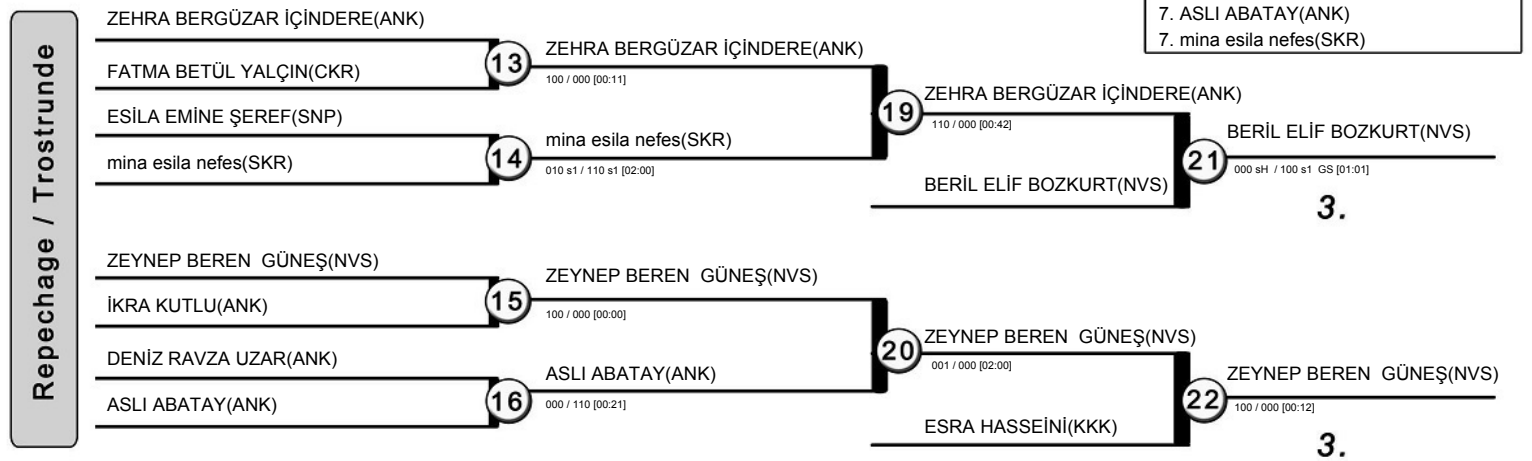 Repechage / Trostrunde
7. ASLI ABATAY(ANK)
7. mina esila nefes(SKR)
ZEHRA BERGÜZAR İÇİNDERE(ANK)
FATMA BETÜL YALÇIN(CKR)
13
ZEHRA BERGÜZAR İÇİNDERE(ANK)
100 / 000 [00:11]
ESİLA EMİNE ŞEREF(SNP)
mina esila nefes(SKR)
14
mina esila nefes(SKR)
010 s1 / 110 s1 [02:00]
19
ZEHRA BERGÜZAR İÇİNDERE(ANK)
110 / 000 [00:42]
BERİL ELİF BOZKURT(NVS)
21
BERİL ELİF BOZKURT(NVS)
000 sH / 100 s1 GS [01:01]
3.
ZEYNEP BEREN GÜNEŞ(NVS)
İKRA KUTLU(ANK)
15
ZEYNEP BEREN GÜNEŞ(NVS)
100 / 000 [00:00]
DENİZ RAVZA UZAR(ANK)
ASLI ABATAY(ANK)
16
ASLI ABATAY(ANK)
000 / 110 [00:21]
20
ZEYNEP BEREN GÜNEŞ(NVS)
001 / 000 [02:00]
ESRA HASSEİNİ(KKK)
22
ZEYNEP BEREN GÜNEŞ(NVS)
100 / 000 [00:12]
3.